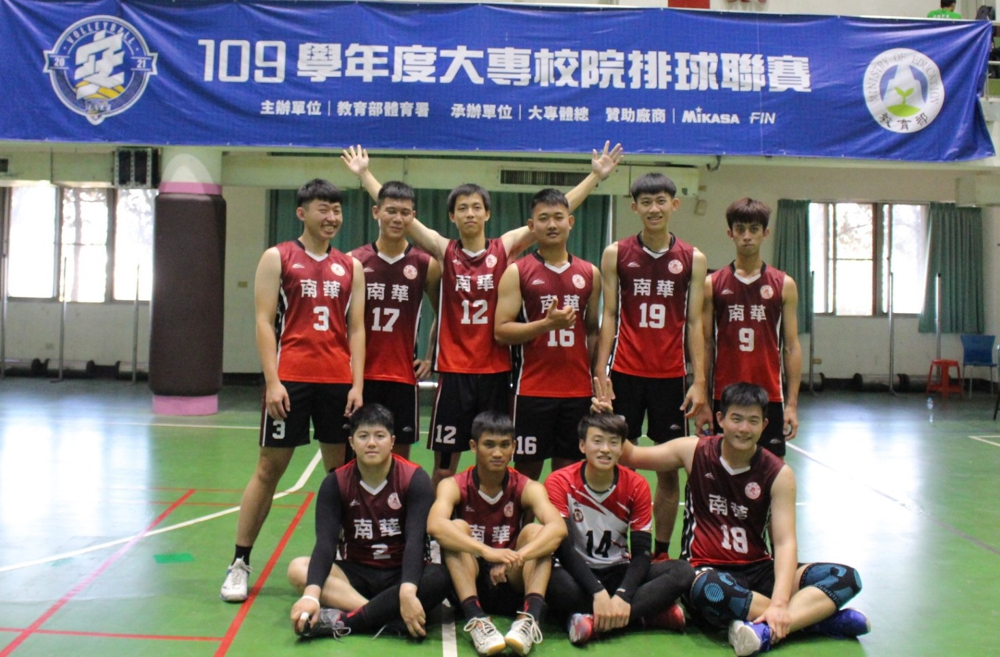 VOLLEYBALL
20 21
109 學年度大專校院排球聯賽
主辦單位|教育部體育署 承辦單位|大專體總 贊助廠商|MIKASA FIN
MINISTRY OF EDUCATION
教育部
南華
3
南華
17
南華
12
南華
16
南華
19
南華
9
3
12
16
南華
2
南華
14
南華
18